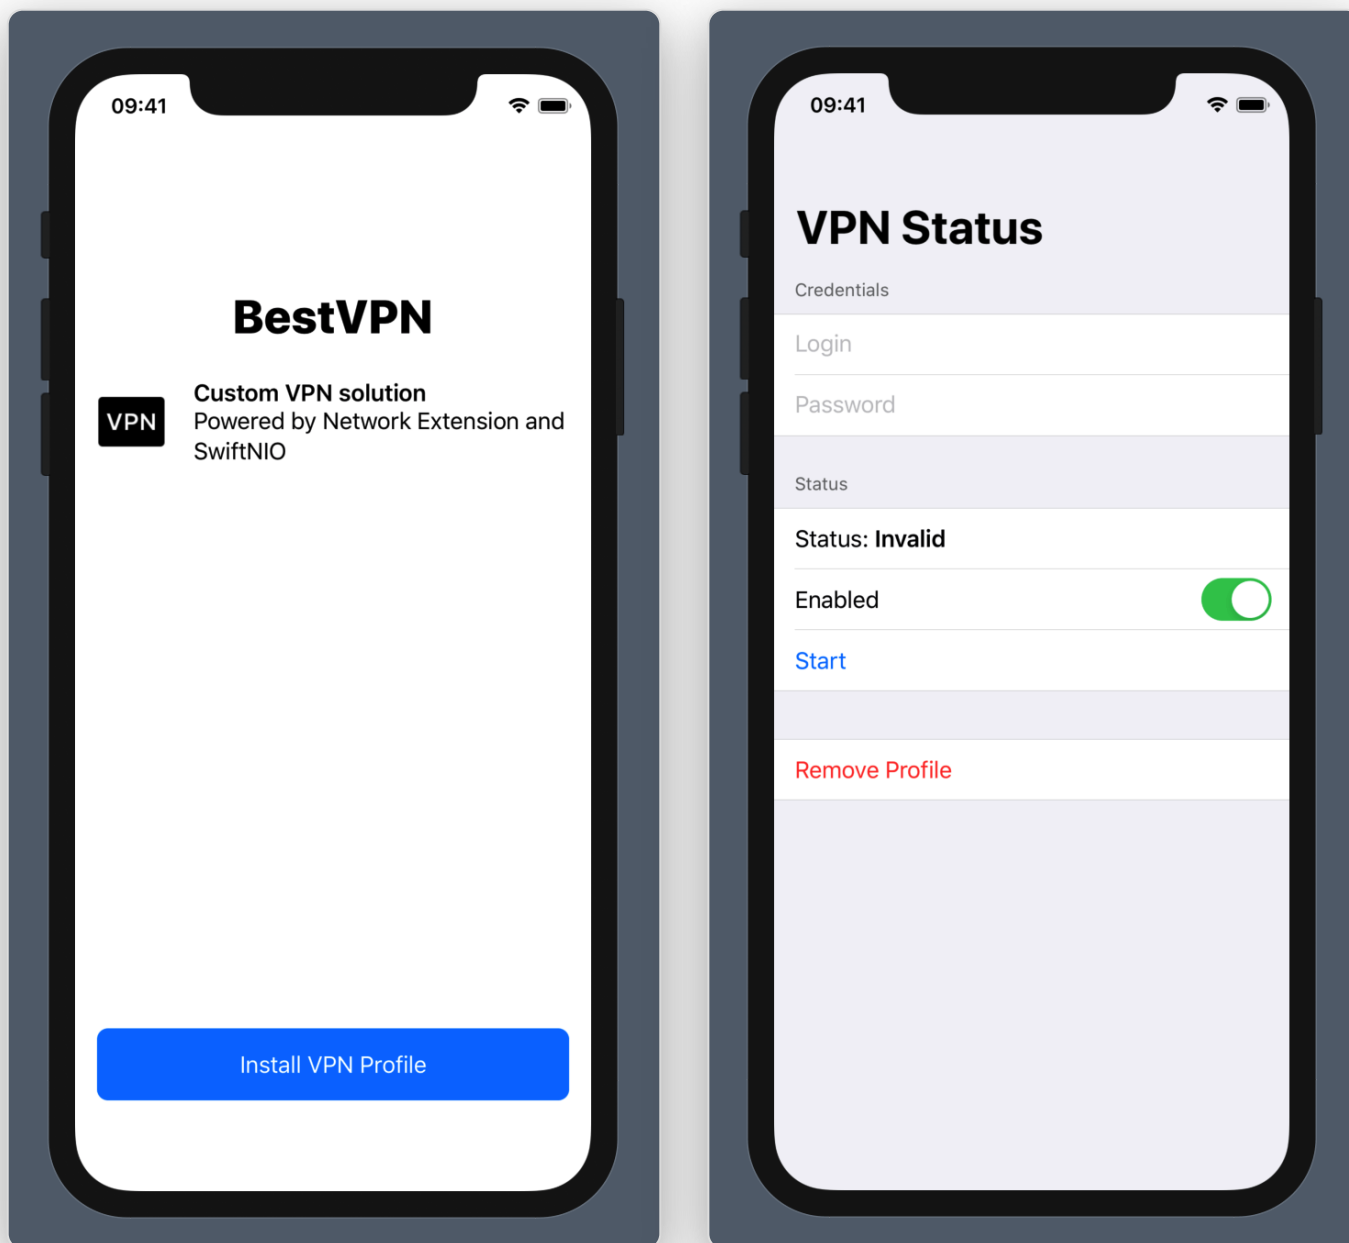 09:41
BestVPN
VPN
Custom VPN solution
Powered by Network Extension and
SwiftNIO
Install VPN Profile
09:41
VPN Status
Credentials
Login
Password
Status
Status: Invalid
Enabled
Start
Remove Profile